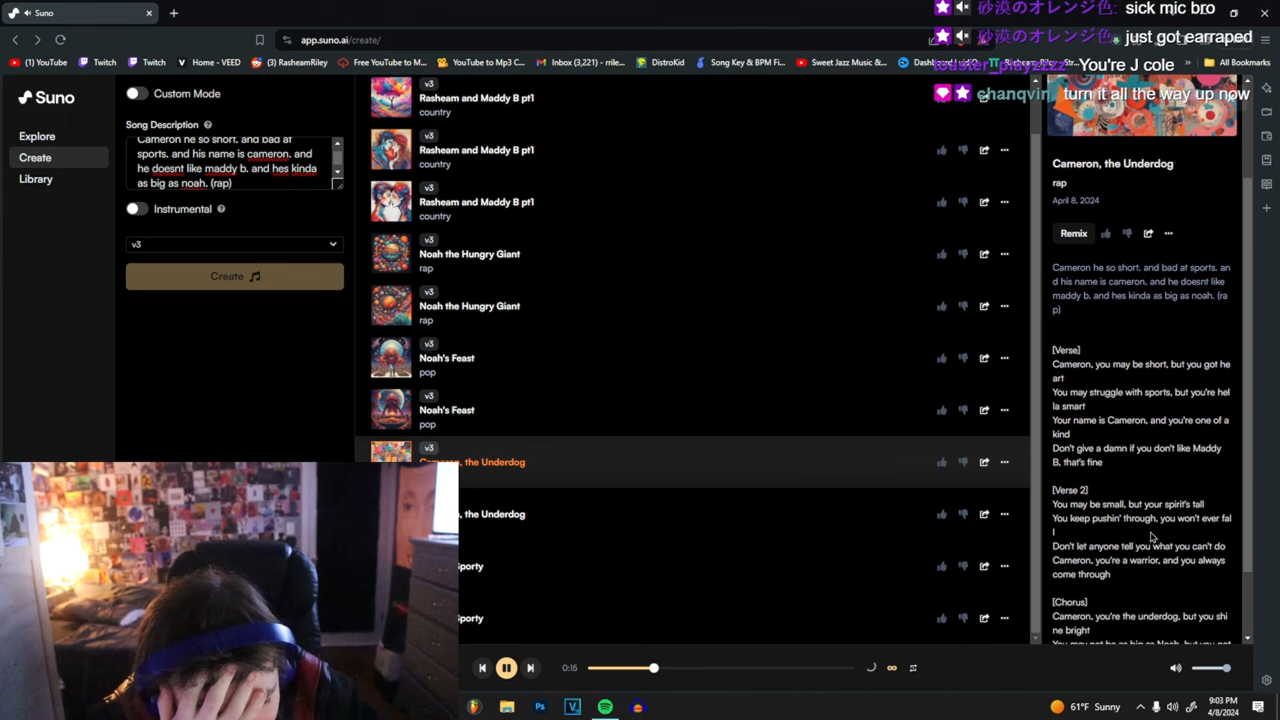 Suno
砂漠のオレンジ色: sick mic bro
砂漠のオレンジ色: just got earraped
toaster_playzzzz: You're J cole
chanqvin: turn it all the way up now
app.suno.ai/create/
(1) YouTube
Twitch
Twitch
Home - VEED
(3) RasheamRiley
Free YouTube to M...
YouTube to Mp3 C...
Inbox (3,221) - rile...
DistroKid
Song Key & BPM Fi...
Sweet Jazz Music &...
All Bookmarks
Suno
Explore
Create
Library
Custom Mode
Song Description
Cameron he so short. and bad at
sports. and his name is cameron. and
he doesnt like maddy b. and hes kinda
as big as noah. (rap)
Instrumental
v3
Create
v3
Rasheam and Maddy B pt1
country
v3
Rasheam and Maddy B pt1
country
v3
Rasheam and Maddy B pt1
country
v3
Noah the Hungry Giant
rap
v3
Noah the Hungry Giant
rap
v3
Noah's Feast
pop
v3
Noah's Feast
pop
v3
Cameron, the Underdog
, the Underdog
Sporty
Sporty
Cameron, the Underdog
rap
April 8, 2024
Remix
Cameron he so short. and bad at sports. an
d his name is cameron. and he doesnt like
maddy b. and hes kinda as big as noah. (ra
p)
[Verse]
Cameron, you may be short, but you got he
art
You may struggle with sports, but you're hel
la smart
Your name is Cameron, and you're one of a
kind
Don't give a damn if you don't like Maddy
B, that's fine
[Verse 2]
You may be small, but your spirit's tall
You keep pushin' through, you won't ever fal
l
Don't let anyone tell you what you can't do
Cameron, you're a warrior, and you always
come through
[Chorus]
Cameron, you're the underdog, but you shi
ne bright
0:16
61°F Sunny
9:03 PM
4/8/2024